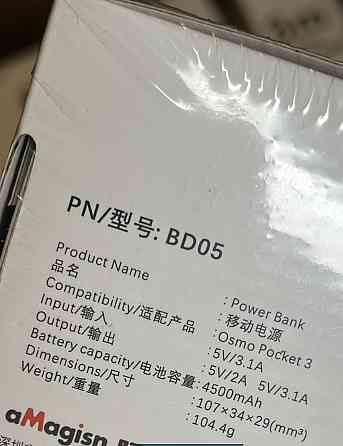 PN/型号: BD05
Product Name : Power Bank
品名 : 移动电源
Compatibility/适配产品 : Osmo Pocket 3
Input/输入 : 5V/3.1A
Output/输出 : 5V/2A 5V/3.1A
Battery capacity/电池容量: 4500mAh
Dimensions/尺寸 : 107×34×29(mm³)
Weight/重量 : 104.4g
aMagisn
深圳